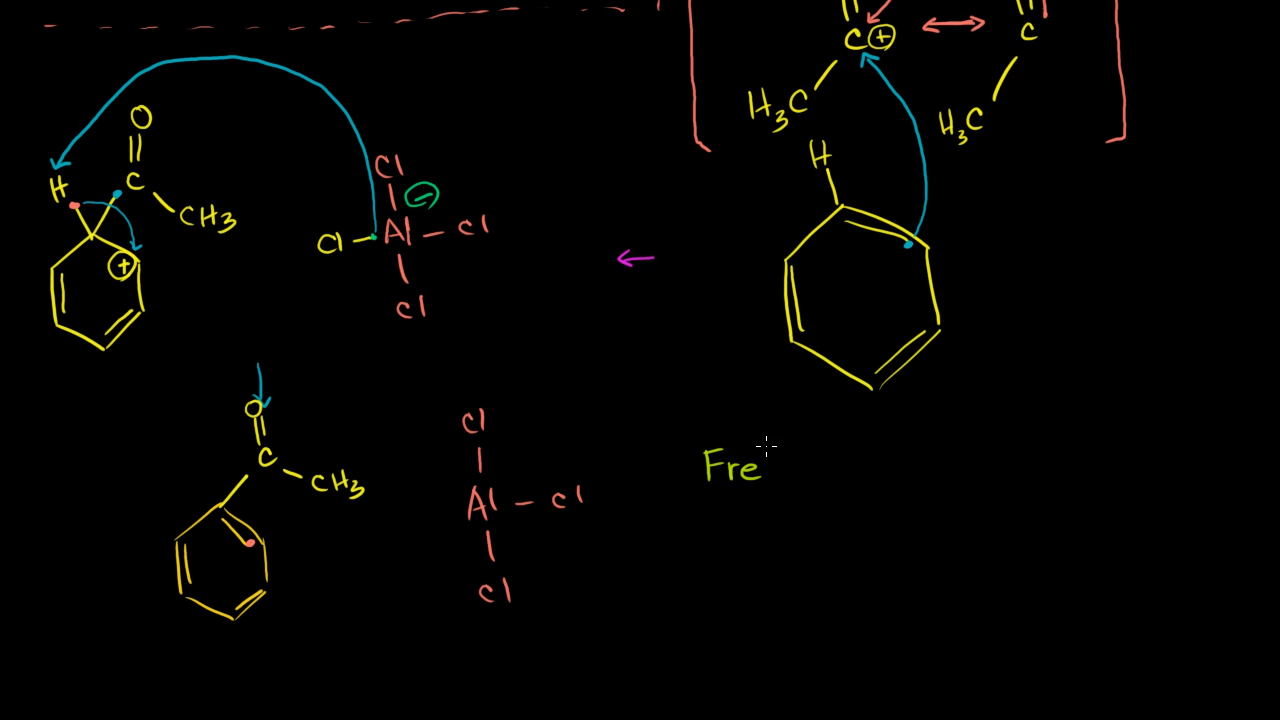 C + C
H3C H3C
H
O
C
H CH3
+
Cl
−
Cl – Al – Cl
Cl
O
C
CH3
Cl
Al – Cl
Cl
Fre